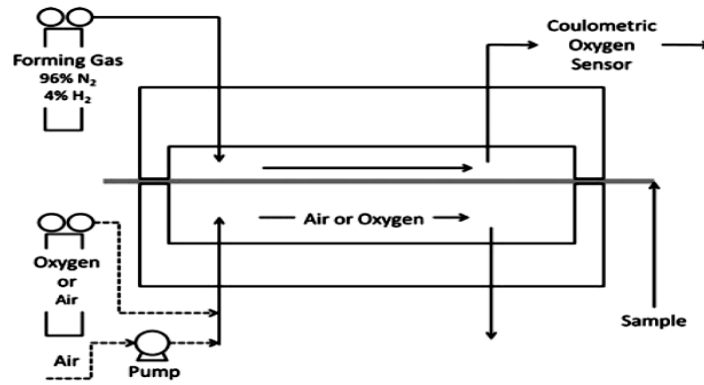 Forming Gas
96% N₂
4% H₂
Coulometric
Oxygen
Sensor
Air or Oxygen
Oxygen
or
Air
Sample
Air
Pump